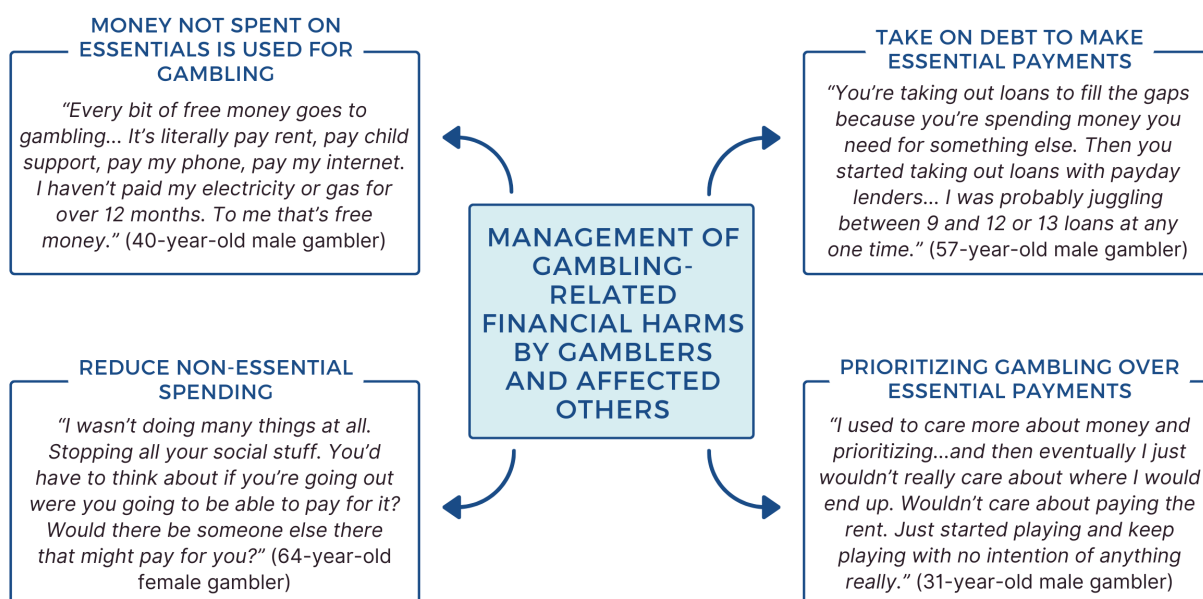 MONEY NOT SPENT ON
ESSENTIALS IS USED FOR
GAMBLING
“Every bit of free money goes to
gambling... It’s literally pay rent, pay child
support, pay my phone, pay my internet.
I haven’t paid my electricity or gas for
over 12 months. To me that’s free
money.” (40-year-old male gambler)
TAKE ON DEBT TO MAKE
ESSENTIAL PAYMENTS
“You’re taking out loans to fill the gaps
because you’re spending money you
need for something else. Then you
started taking out loans with payday
lenders... I was probably juggling
between 9 and 12 or 13 loans at any
one time.” (57-year-old male gambler)
MANAGEMENT OF
GAMBLING-
RELATED
FINANCIAL HARMS
BY GAMBLERS
AND AFFECTED
OTHERS
REDUCE NON-ESSENTIAL
SPENDING
“I wasn’t doing many things at all.
Stopping all your social stuff. You’d
have to think about if you’re going out
were you going to be able to pay for it?
Would there be someone else there
that might pay for you?” (64-year-old
female gambler)
PRIORITIZING GAMBLING OVER
ESSENTIAL PAYMENTS
“I used to care more about money and
prioritizing...and then eventually I just
wouldn’t really care about where I would
end up. Wouldn’t care about paying the
rent. Just started playing and keep
playing with no intention of anything
really.” (31-year-old male gambler)